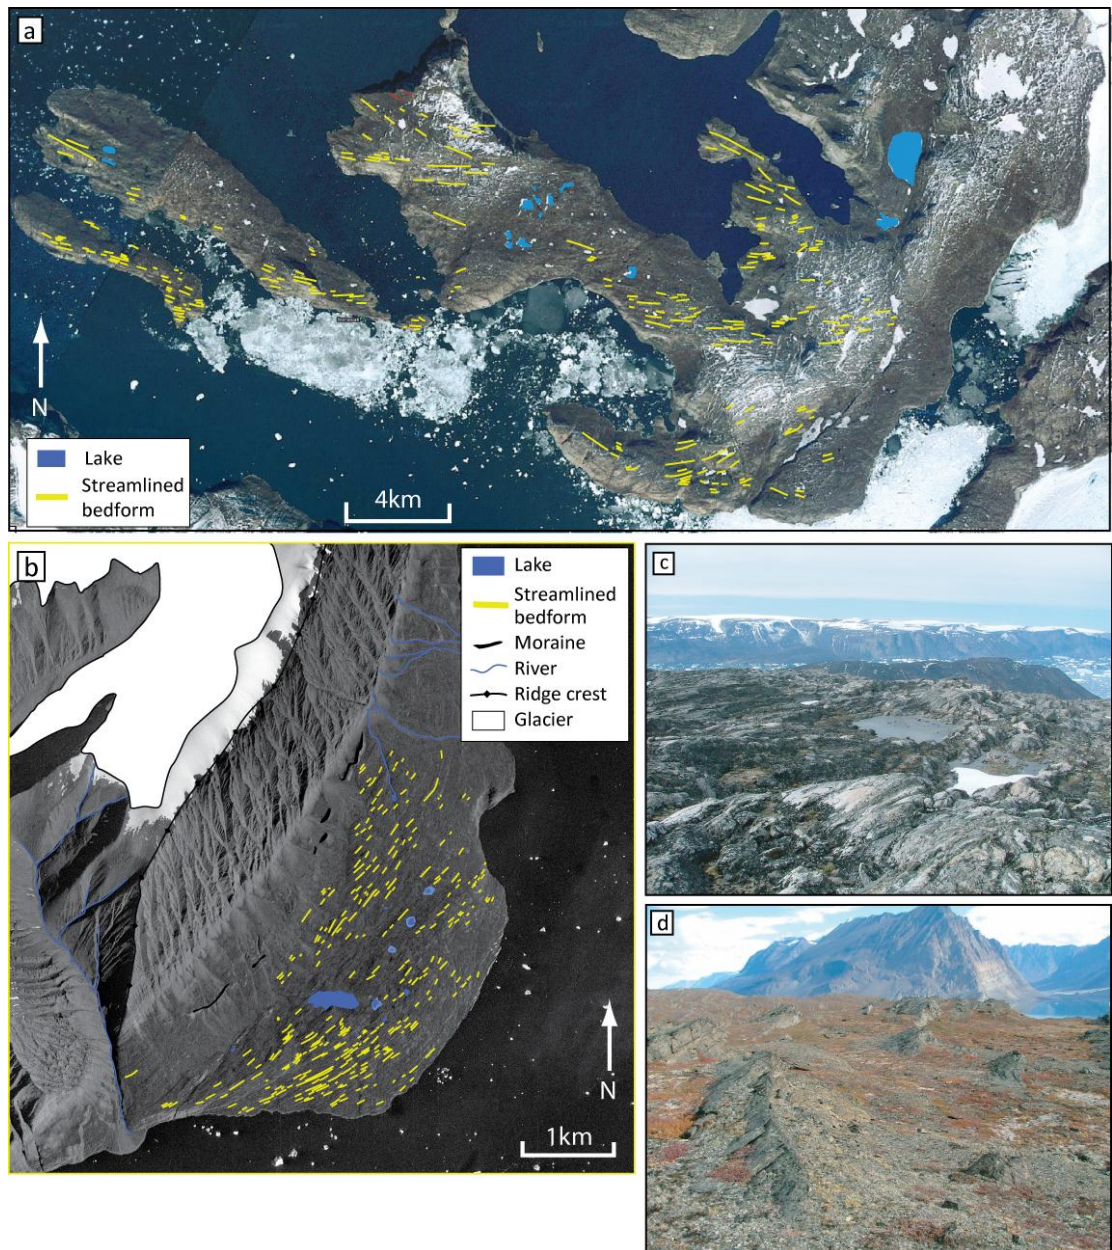 a
N
Lake
Streamlined
bedform
4km
b
Lake
Streamlined
bedform
Moraine
River
Ridge crest
Glacier
N
1km
c
d